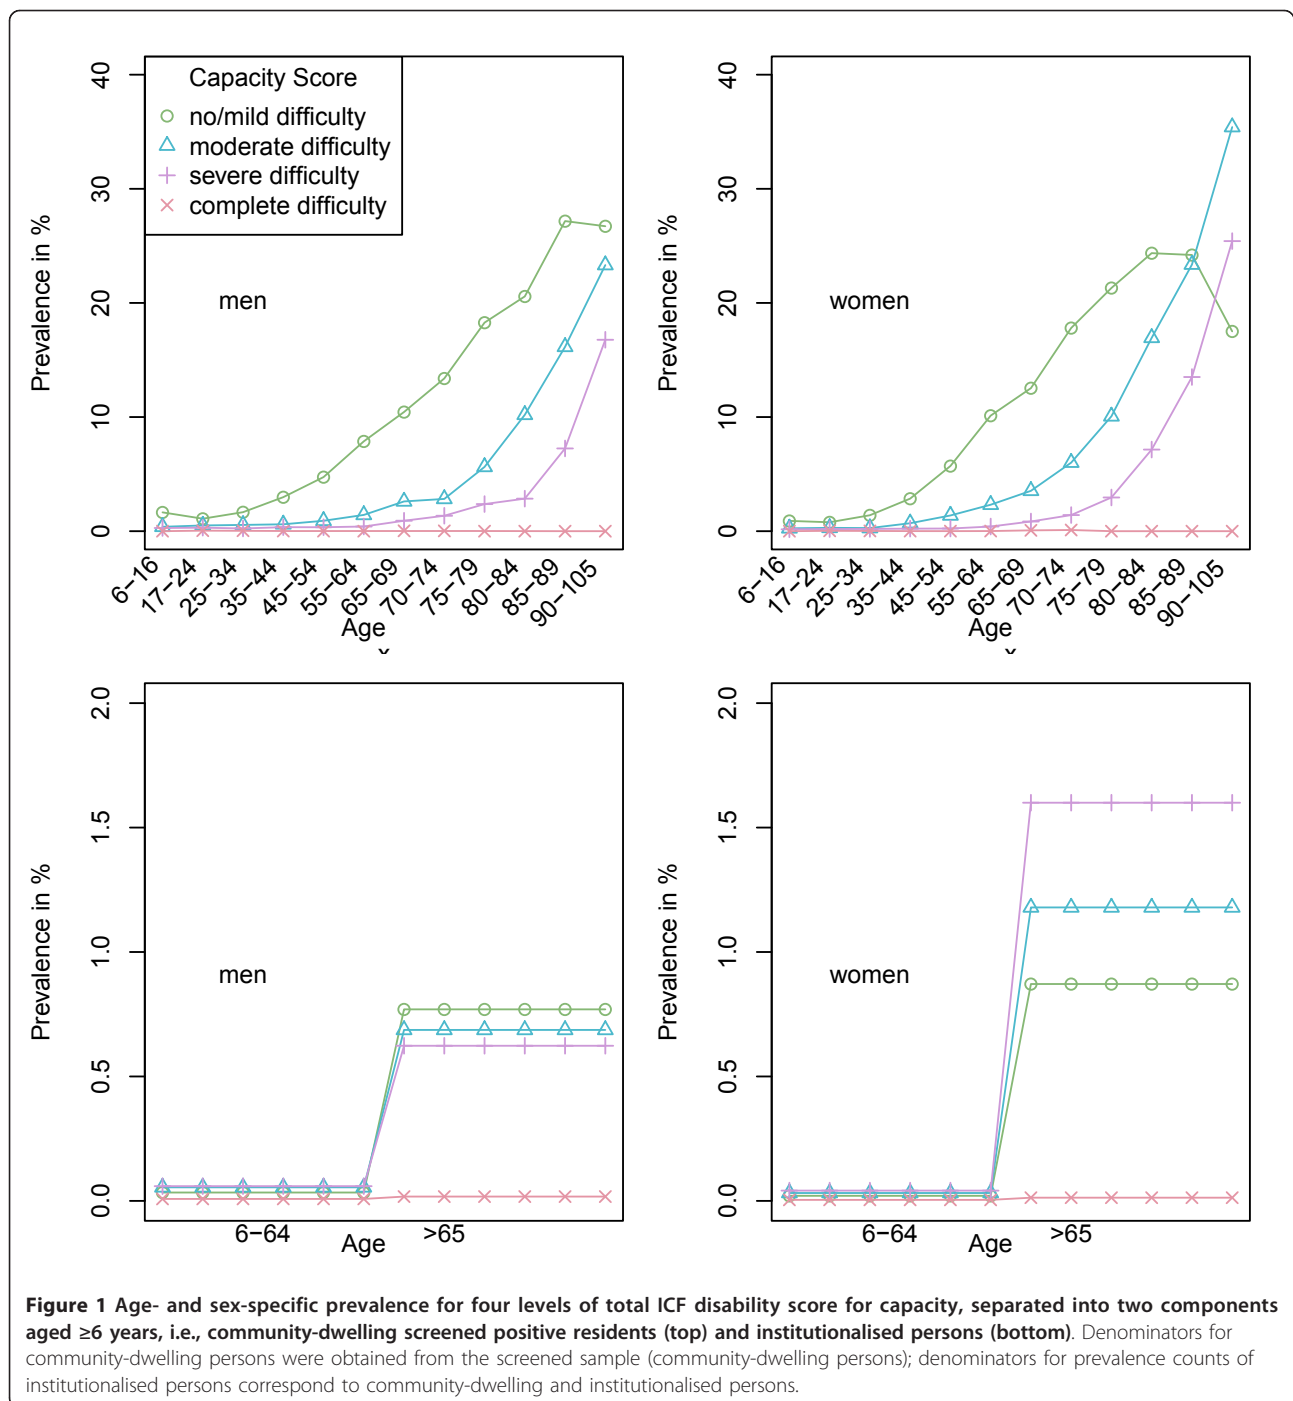 Capacity Score
no/mild difficulty
moderate difficulty
severe difficulty
complete difficulty
men
Prevalence in %
0
10
20
30
40
6–16
17–24
25–34
35–44
45–54
55–64
65–69
70–74
75–79
80–84
85–89
90–105
Age
x
women
Prevalence in %
0
10
20
30
40
6–16
17–24
25–34
35–44
45–54
55–64
65–69
70–74
75–79
80–84
85–89
90–105
Age
x
men
Prevalence in %
0.0
0.5
1.0
1.5
2.0
6–64
>65
Age
women
Prevalence in %
0.0
0.5
1.0
1.5
2.0
6–64
>65
Age
Figure 1 Age- and sex-specific prevalence for four levels of total ICF disability score for capacity, separated into two components
aged ≥6 years, i.e., community-dwelling screened positive residents (top) and institutionalised persons (bottom). Denominators for
community-dwelling persons were obtained from the screened sample (community-dwelling persons); denominators for prevalence counts of
institutionalised persons correspond to community-dwelling and institutionalised persons.